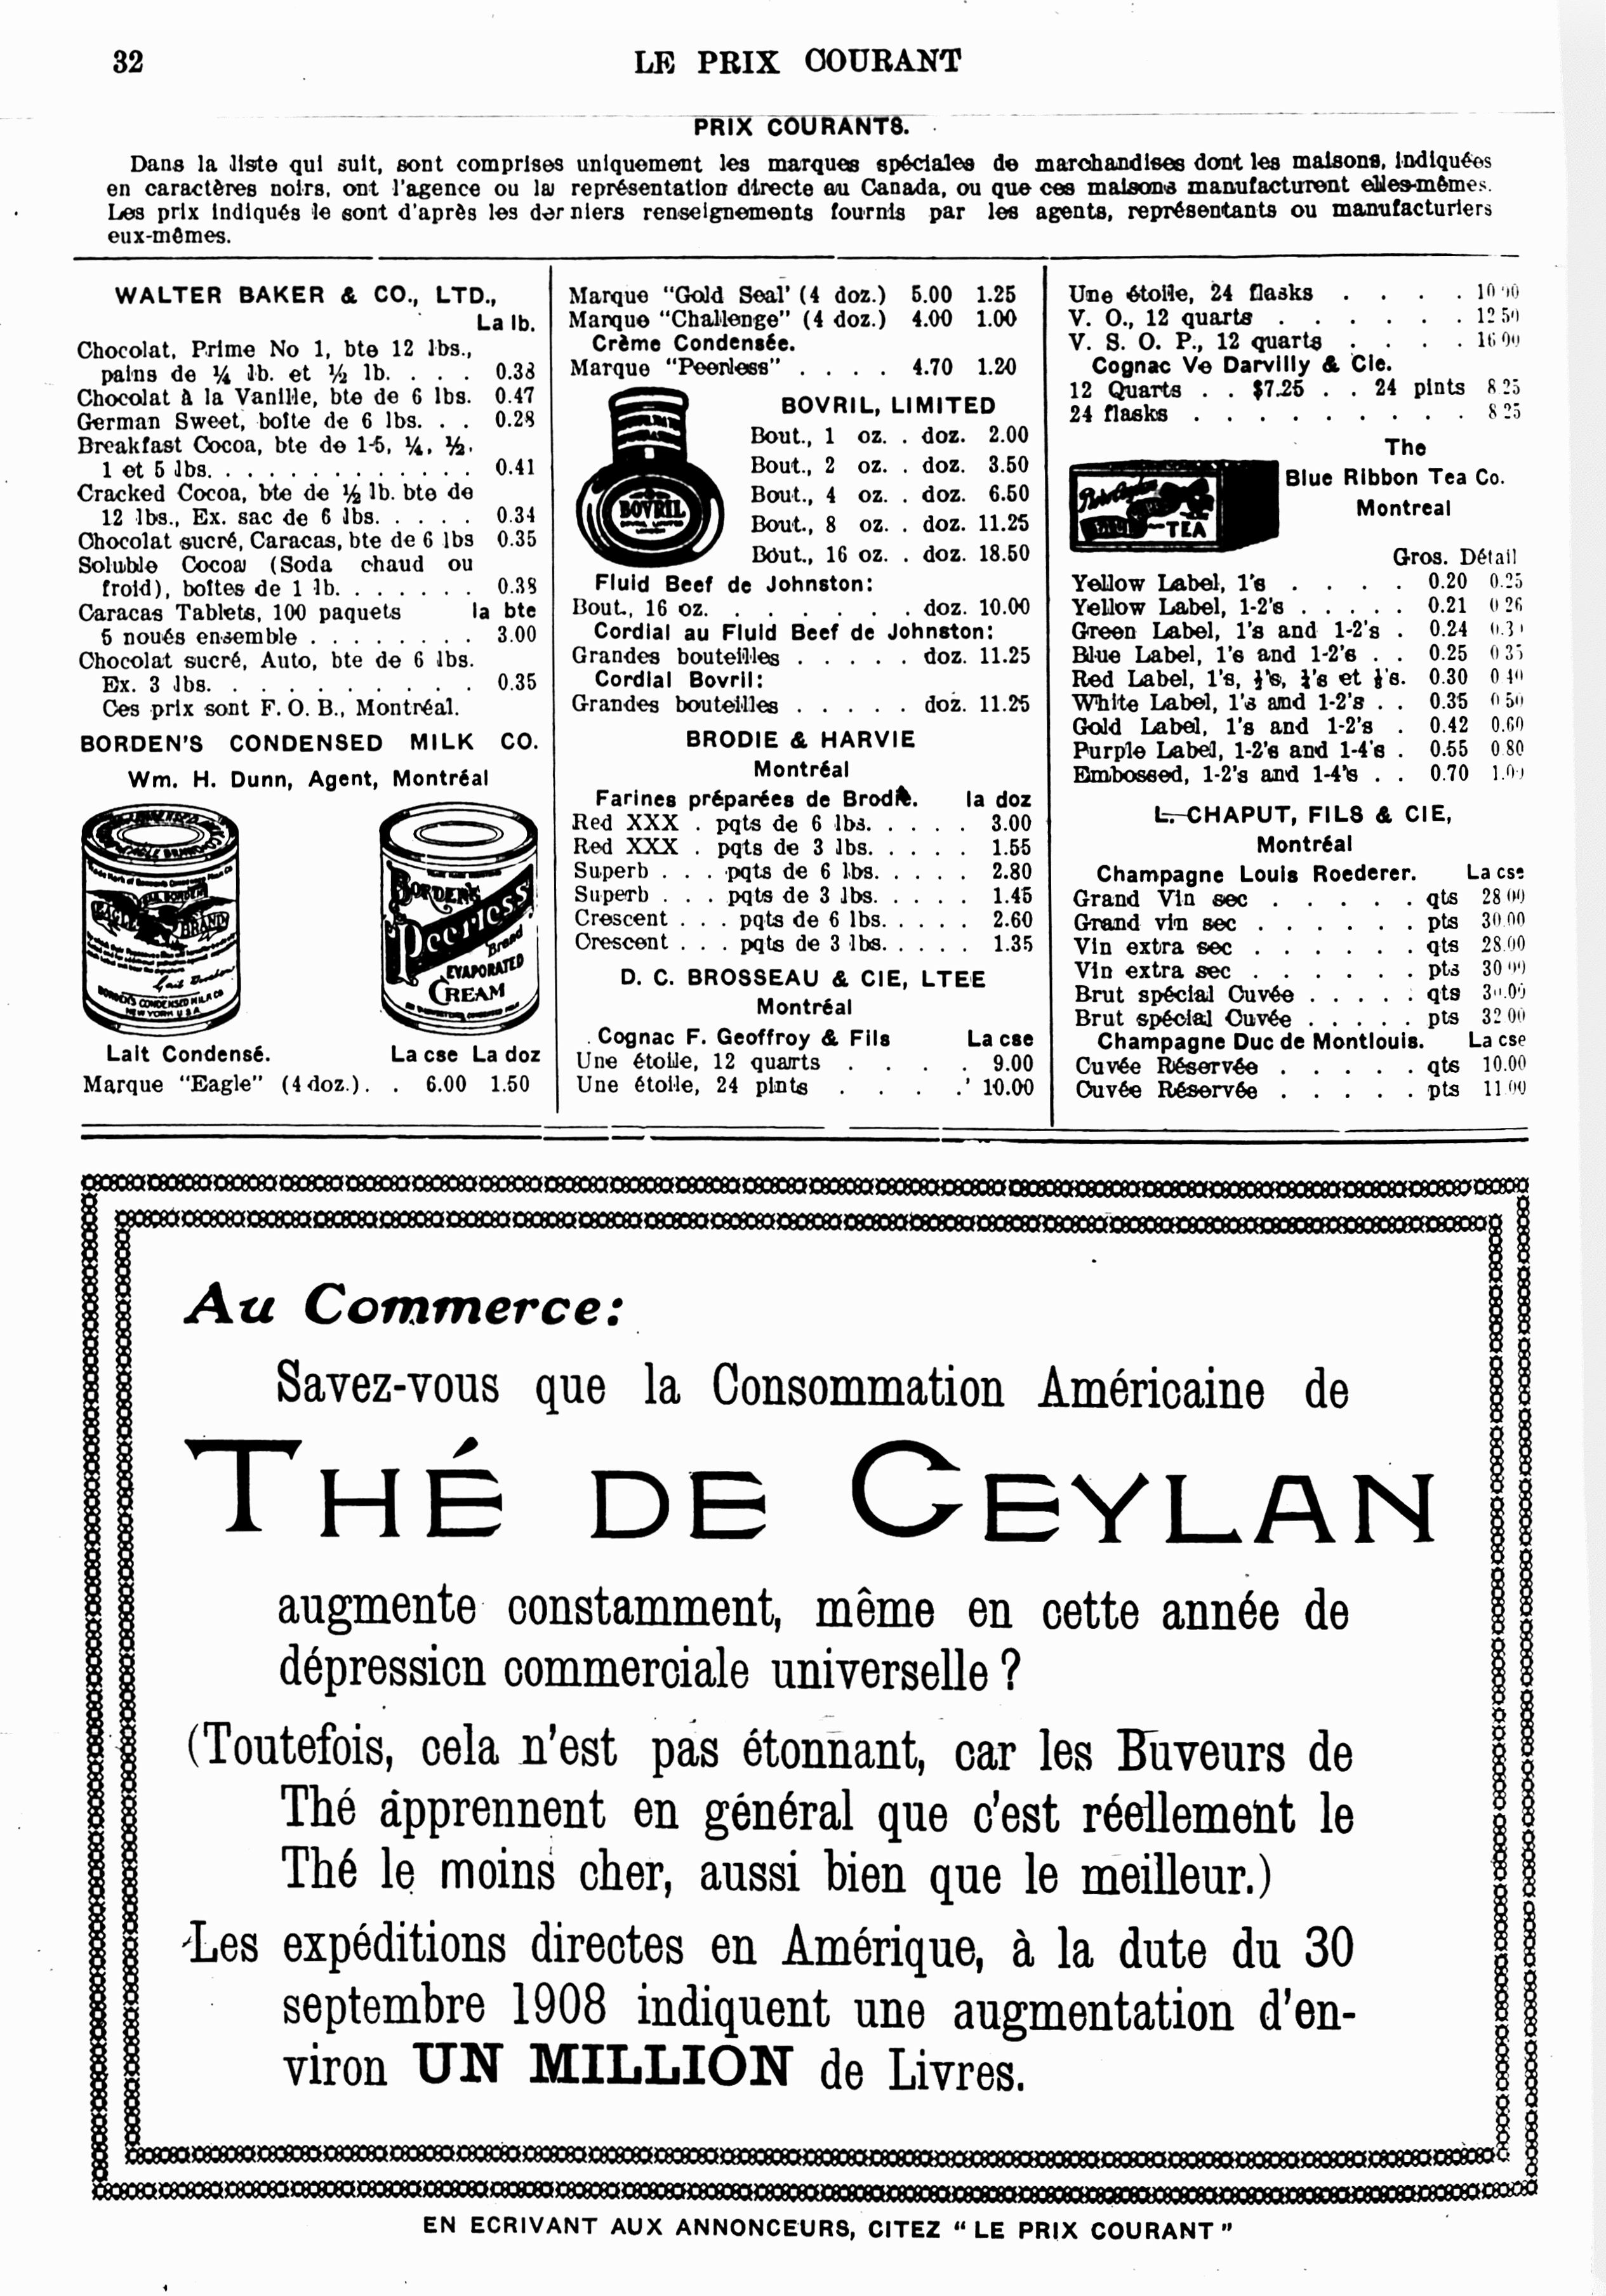 32
LE PRIX COURANT
PRIX COURANTS.
Dans la liste qui suit, sont comprises uniquement les marques spéciales de marchandises dont les maisons, indiquées
en caractères noirs, ont l'agence ou la représentation directe au Canada, ou que ces maisons manufacturent elles-mêmes.
Les prix indiqués le sont d'après les derniers renseignements fournis par les agents, représentants ou manufacturiers
eux-mêmes.
WALTER BAKER & CO., LTD.,
La lb.
Chocolat, Prime No 1, bte 12 lbs.,
pains de ¼ lb. et ½ lb. . . . 0.38
Chocolat à la Vanille, bte de 6 lbs. 0.47
German Sweet, boîte de 6 lbs. . . 0.28
Breakfast Cocoa, bte de 1-5, ¼, ½,
1 et 5 lbs. . . . . . . . . . . . 0.41
Cracked Cocoa, bte de ½ lb. bte de
12 lbs., Ex. sac de 6 lbs. . . . . 0.34
Chocolat sucré, Caracas, bte de 6 lbs 0.35
Soluble Cocoa (Soda chaud ou
froid), boîtes de 1 lb. . . . . . . 0.38
Caracas Tablets, 100 paquets la bte
5 noués ensemble . . . . . . . . 3.00
Chocolat sucré, Auto, bte de 6 lbs.
Ex. 3 lbs. . . . . . . . . . . . 0.35
Ces prix sont F. O. B., Montréal.
BORDEN'S CONDENSED MILK CO.
Wm. H. Dunn, Agent, Montréal
GAIL BORDEN
EAGLE BRAND
Gail Borden
BORDEN'S CONDENSED MILK CO
NEW YORK U.S.A.
BORDEN'S
Peerless
Brand
EVAPORATED
CREAM
Lait Condensé. La cse La doz
Marque "Eagle" (4 doz.). . 6.00 1.50
Marque "Gold Seal' (4 doz.) 5.00 1.25
Marque "Challenge" (4 doz.) 4.00 1.00
Crème Condensée.
Marque "Peerless" . . . . 4.70 1.20
BOVRIL
BOVRIL, LIMITED
Bout., 1 oz. . doz. 2.00
Bout., 2 oz. . doz. 3.50
Bout., 4 oz. . doz. 6.50
Bout., 8 oz. . doz. 11.25
Bout., 16 oz. . doz. 18.50
Fluid Beef de Johnston:
Bout., 16 oz. . . . . . . . doz. 10.00
Cordial au Fluid Beef de Johnston:
Grandes bouteilles . . . . . doz. 11.25
Cordial Bovril:
Grandes bouteilles . . . . . doz. 11.25
BRODIE & HARVIE
Montréal
Farines préparées de Brodie. la doz
Red XXX . pqts de 6 lbs. . . . . 3.00
Red XXX . pqts de 3 lbs. . . . . 1.55
Superb . . . pqts de 6 lbs. . . . . 2.80
Superb . . . pqts de 3 lbs. . . . . 1.45
Crescent . . . pqts de 6 lbs. . . . . 2.60
Crescent . . . pqts de 3 lbs. . . . . 1.35
D. C. BROSSEAU & CIE, LTEE
Montréal
Cognac F. Geoffroy & Fils La cse
Une étoile, 12 quarts . . . . 9.00
Une étoile, 24 pints . . . . 10.00
Une étoile, 24 flasks . . . . 10 00
V. O., 12 quarts . . . . . . 12 50
V. S. O. P., 12 quarts . . . . 16 00
Cognac Ve Darvilly & Cie.
12 Quarts . . $7.25 . . 24 pints 8 25
24 flasks . . . . . . . . . 8 25
TEA
The
Blue Ribbon Tea Co.
Montreal
Gros. Détail
Yellow Label, 1's . . . . 0.20 0.25
Yellow Label, 1-2's . . . . . 0.21 0 26
Green Label, 1's and 1-2's . 0.24 0.3
Blue Label, 1's and 1-2's . . 0.25 0 35
Red Label, 1's, ½'s, ¼'s et ⅛'s. 0.30 0 40
White Label, 1's and 1-2's . . 0.35 0 50
Gold Label, 1's and 1-2's . 0.42 0.60
Purple Label, 1-2's and 1-4's . 0.55 0 80
Embossed, 1-2's and 1-4's . . 0.70 1.00
L. CHAPUT, FILS & CIE,
Montréal
Champagne Louis Roederer. La cse
Grand Vin sec . . . . . qts 28 00
Grand vin sec . . . . . . pts 30.00
Vin extra sec . . . . . . qts 28.00
Vin extra sec . . . . . . pts 30 00
Brut spécial Cuvée . . . . . qts 30.00
Brut spécial Cuvée . . . . . pts 32 00
Champagne Duc de Montlouis. La cse
Cuvée Réservée . . . . . qts 10.00
Cuvée Réservée . . . . . pts 11 00
Au Commerce:
Savez-vous que la Consommation Américaine de
THÉ DE CEYLAN
augmente constamment, même en cette année de
dépression commerciale universelle ?
(Toutefois, cela n'est pas étonnant, car les Buveurs de
Thé apprennent en général que c'est réellement le
Thé le moins cher, aussi bien que le meilleur.)
Les expéditions directes en Amérique, à la dute du 30
septembre 1908 indiquent une augmentation d'en-
viron UN MILLION de Livres.
EN ECRIVANT AUX ANNONCEURS, CITEZ "LE PRIX COURANT"